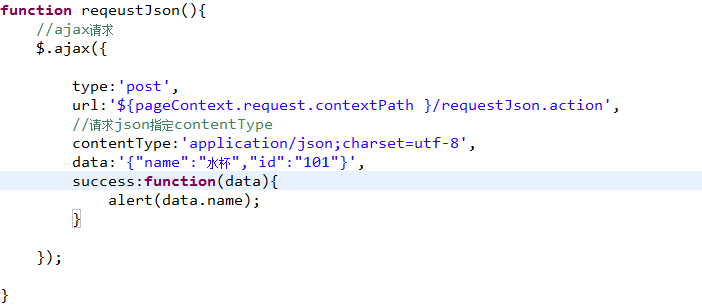 function reqeustJson(){
//ajax请求
$.ajax({
type:'post',
url:'${pageContext.request.contextPath }/requestJson.action',
//请求json指定contentType
contentType:'application/json;charset=utf-8',
data:'{"name":"水杯","id":"101"}',
success:function(data){
alert(data.name);
}
});
}